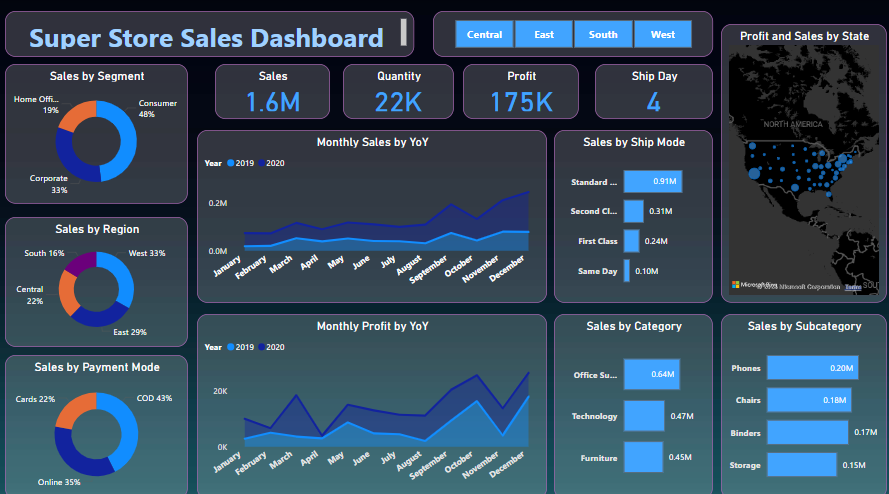 Super Store Sales Dashboard
Central East South West
Profit and Sales by State
Sales by Segment
Home Offi...
19%
Consumer
48%
Corporate
33%
Sales
1.6M
Quantity
22K
Profit
175K
Ship Day
4
NORTH AMERICA
Monthly Sales by YoY
Year 2019 2020
0.2M
0.0M
January February March April May June July August September October November December
Sales by Ship Mode
Standard ... 0.91M
Second Cl... 0.31M
First Class 0.24M
Same Day 0.10M
Microsoft Corporation Terms
Sales by Region
South 16% West 33%
Central
22%
East 29%
Monthly Profit by YoY
Year 2019 2020
20K
0K
January February March April May June July August September October November December
Sales by Category
Office Su... 0.64M
Technology 0.47M
Furniture 0.45M
Sales by Subcategory
Phones 0.20M
Chairs 0.18M
Binders 0.17M
Storage 0.15M
Sales by Payment Mode
Cards 22% COD 43%
Online 35%